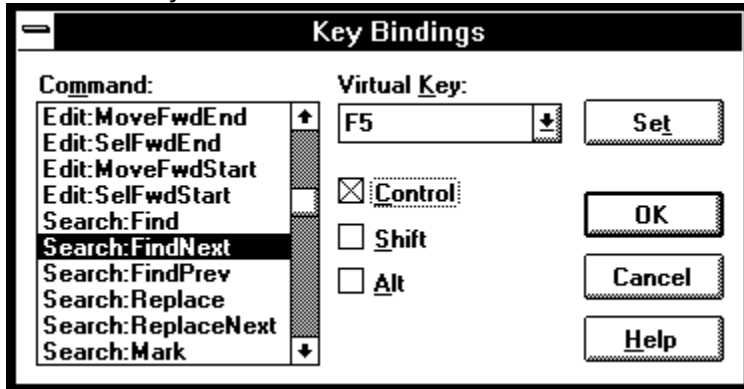 Key Bindings
Command:
Edit:MoveFwdEnd
Edit:SelFwdEnd
Edit:MoveFwdStart
Edit:SelFwdStart
Search:Find
Search:FindNext
Search:FindPrev
Search:Replace
Search:ReplaceNext
Search:Mark
Virtual Key:
F5
Control
Shift
Alt
Set
OK
Cancel
Help